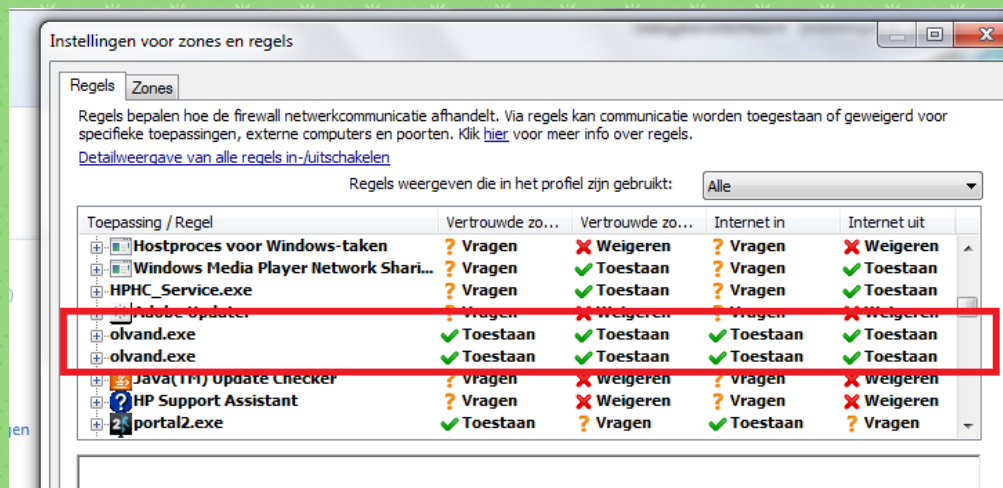 Instellingen voor zones en regels
Regels Zones
Regels bepalen hoe de firewall netwerkcommunicatie afhandelt. Via regels kan communicatie worden toegestaan of geweigerd voor
specifieke toepassingen, externe computers en poorten. Klik hier voor meer info over regels.
Detailweergave van alle regels in-/uitschakelen
Regels weergeven die in het profiel zijn gebruikt: Alle
Toepassing / Regel Vertrouwde zo... Vertrouwde zo... Internet in Internet uit
Hostproces voor Windows-taken ? Vragen Weigeren ? Vragen Weigeren
Windows Media Player Network Shari... ? Vragen Toestaan ? Vragen Toestaan
HPHC_Service.exe ? Vragen Toestaan ? Vragen Toestaan
Adobe Updater ? Vragen Weigeren ? Vragen Weigeren
olvand.exe Toestaan Toestaan Toestaan Toestaan
olvand.exe Toestaan Toestaan Toestaan Toestaan
Java(TM) Update Checker ? Vragen Weigeren ? Vragen Weigeren
HP Support Assistant ? Vragen Weigeren ? Vragen Weigeren
portal2.exe Toestaan ? Vragen Toestaan ? Vragen